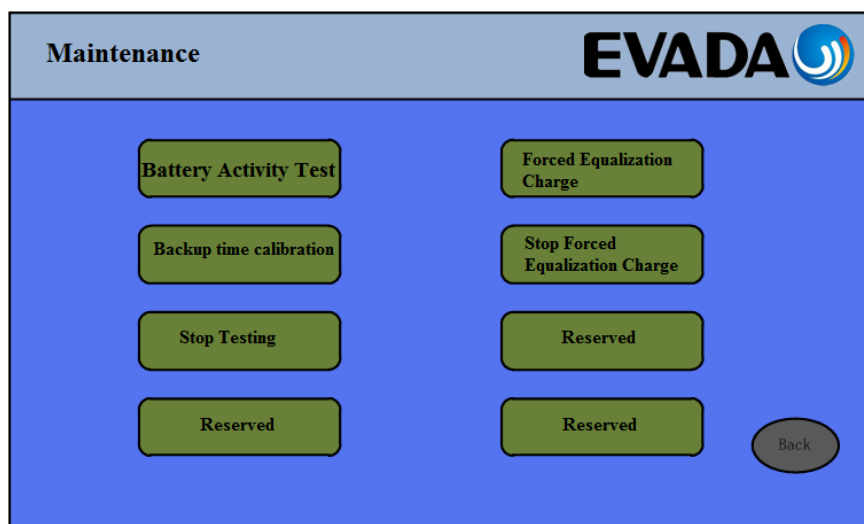 Maintenance
EVADA
Battery Activity Test
Forced Equalization
Charge
Backup time calibration
Stop Forced
Equalization Charge
Stop Testing
Reserved
Reserved
Reserved
Back